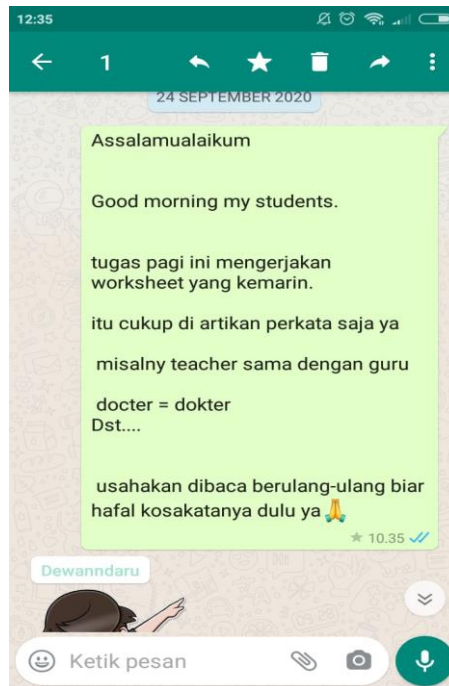 12:35
1
24 SEPTEMBER 2020
Assalamualaikum
Good morning my students.
tugas pagi ini mengerjakan
worksheet yang kemarin.
itu cukup di artikan perkata saja ya
misalny teacher sama dengan guru
docter = dokter
Dst....
usahakan dibaca berulang-ulang biar
hafal kosakatanya dulu ya🙏
10.35
Dewanndaru
Ketik pesan